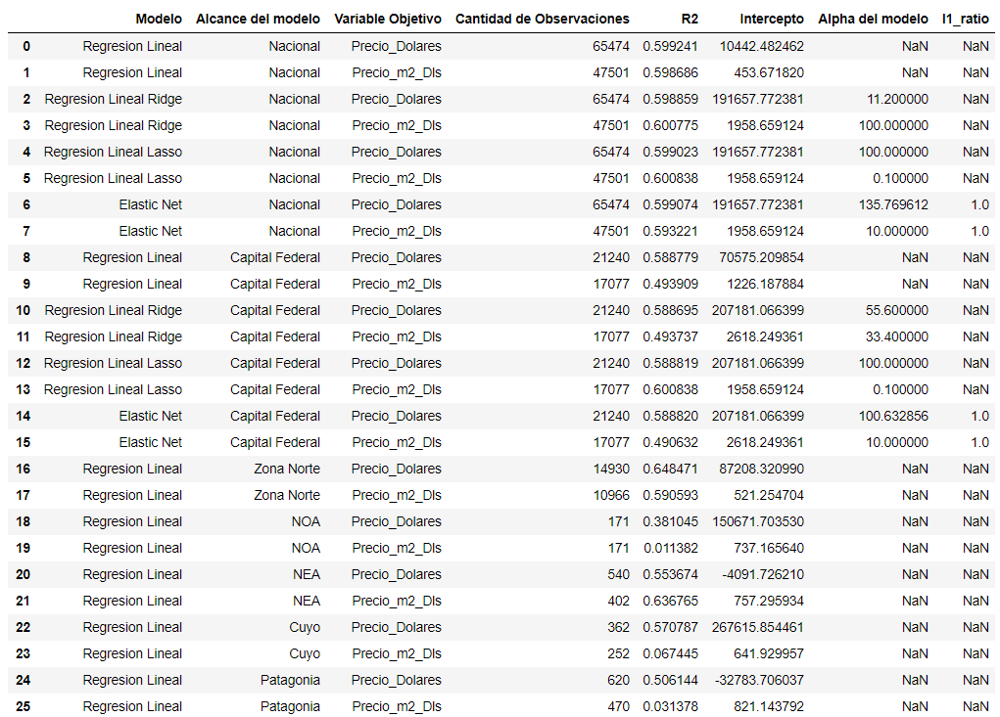 Modelo Alcance del modelo Variable Objetivo Cantidad de Observaciones R2 Intercepto Alpha del modelo l1_ratio
0 Regresion Lineal Nacional Precio_Dolares 65474 0.599241 10442.482462 NaN NaN
1 Regresion Lineal Nacional Precio_m2_Dls 47501 0.598686 453.671820 NaN NaN
2 Regresion Lineal Ridge Nacional Precio_Dolares 65474 0.598859 191657.772381 11.200000 NaN
3 Regresion Lineal Ridge Nacional Precio_m2_Dls 47501 0.600775 1958.659124 100.000000 NaN
4 Regresion Lineal Lasso Nacional Precio_Dolares 65474 0.599023 191657.772381 100.000000 NaN
5 Regresion Lineal Lasso Nacional Precio_m2_Dls 47501 0.600838 1958.659124 0.100000 NaN
6 Elastic Net Nacional Precio_Dolares 65474 0.599074 191657.772381 135.769612 1.0
7 Elastic Net Nacional Precio_m2_Dls 47501 0.593221 1958.659124 10.000000 1.0
8 Regresion Lineal Capital Federal Precio_Dolares 21240 0.588779 70575.209854 NaN NaN
9 Regresion Lineal Capital Federal Precio_m2_Dls 17077 0.493909 1226.187884 NaN NaN
10 Regresion Lineal Ridge Capital Federal Precio_Dolares 21240 0.588695 207181.066399 55.600000 NaN
11 Regresion Lineal Ridge Capital Federal Precio_m2_Dls 17077 0.493737 2618.249361 33.400000 NaN
12 Regresion Lineal Lasso Capital Federal Precio_Dolares 21240 0.588819 207181.066399 100.000000 NaN
13 Regresion Lineal Lasso Capital Federal Precio_m2_Dls 17077 0.600838 1958.659124 0.100000 NaN
14 Elastic Net Capital Federal Precio_Dolares 21240 0.588820 207181.066399 100.632856 1.0
15 Elastic Net Capital Federal Precio_m2_Dls 17077 0.490632 2618.249361 10.000000 1.0
16 Regresion Lineal Zona Norte Precio_Dolares 14930 0.648471 87208.320990 NaN NaN
17 Regresion Lineal Zona Norte Precio_m2_Dls 10966 0.590593 521.254704 NaN NaN
18 Regresion Lineal NOA Precio_Dolares 171 0.381045 150671.703530 NaN NaN
19 Regresion Lineal NOA Precio_m2_Dls 171 0.011382 737.165640 NaN NaN
20 Regresion Lineal NEA Precio_Dolares 540 0.553674 -4091.726210 NaN NaN
21 Regresion Lineal NEA Precio_m2_Dls 402 0.636765 757.295934 NaN NaN
22 Regresion Lineal Cuyo Precio_Dolares 362 0.570787 267615.854461 NaN NaN
23 Regresion Lineal Cuyo Precio_m2_Dls 252 0.067445 641.929957 NaN NaN
24 Regresion Lineal Patagonia Precio_Dolares 620 0.506144 -32783.706037 NaN NaN
25 Regresion Lineal Patagonia Precio_m2_Dls 470 0.031378 821.143792 NaN NaN